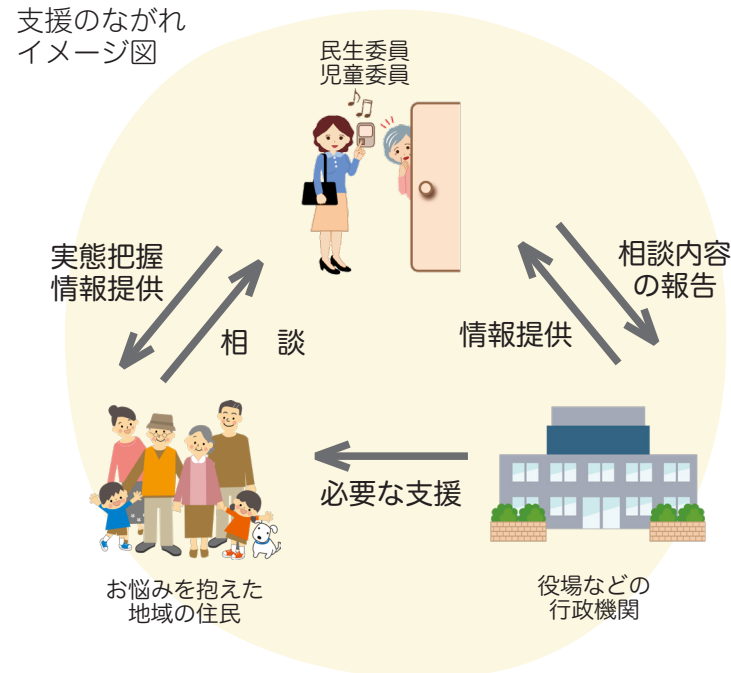 支援のながれ
イメージ図
民生委員
児童委員
実態把握
情報提供
相　談
相談内容
の報告
情報提供
必要な支援
お悩みを抱えた
地域の住民
役場などの
行政機関